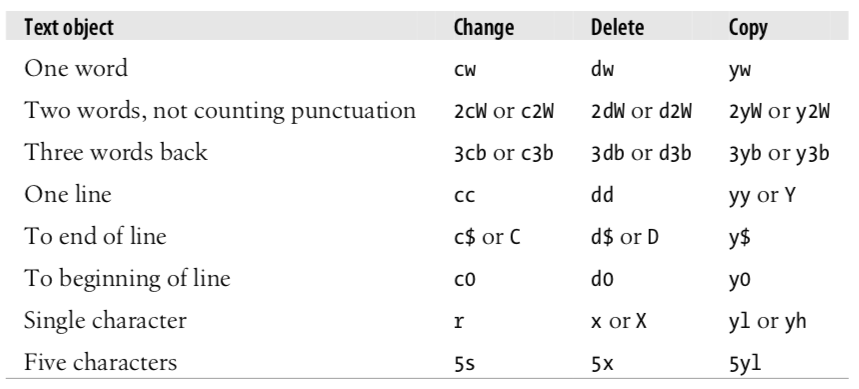 Text object Change Delete Copy
One word cw dw yw
Two words, not counting punctuation 2cW or c2W 2dW or d2W 2yW or y2W
Three words back 3cb or c3b 3db or d3b 3yb or y3b
One line cc dd yy or Y
To end of line c$ or C d$ or D y$
To beginning of line c0 d0 y0
Single character r x or X yl or yh
Five characters 5s 5x 5yl